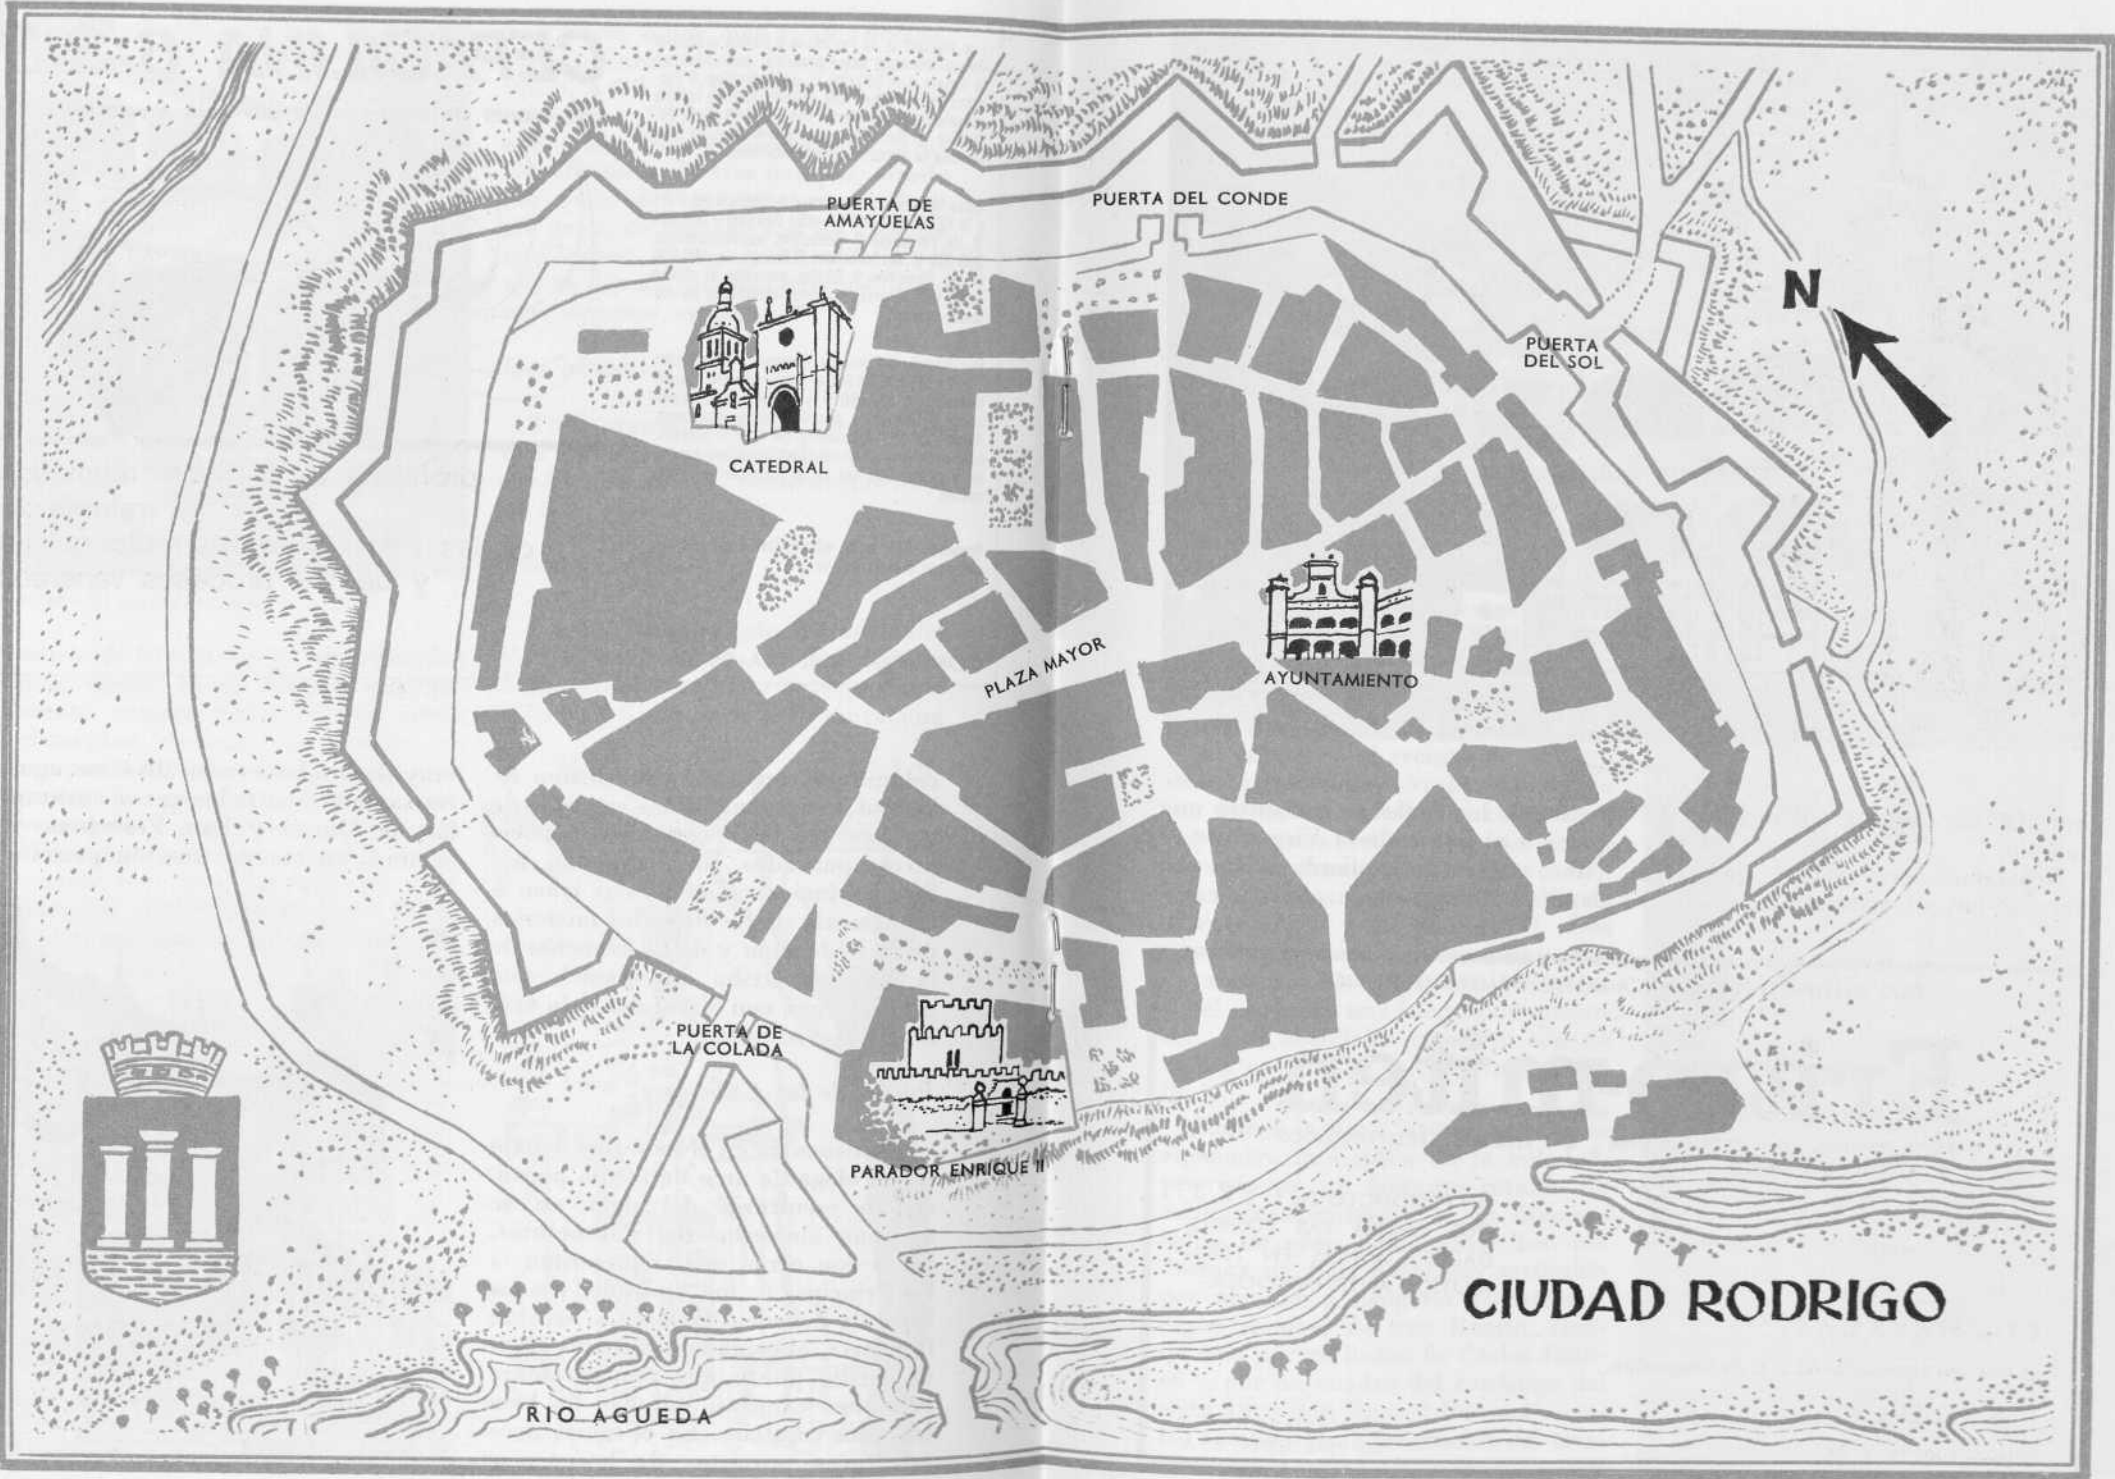 PUERTA DE
AMAYUELAS
PUERTA DEL CONDE
N
PUERTA
DEL SOL
CATEDRAL
PLAZA MAYOR
AYUNTAMIENTO
PUERTA DE
LA COLADA
PARADOR ENRIQUE II
CIUDAD RODRIGO
RIO AGUEDA